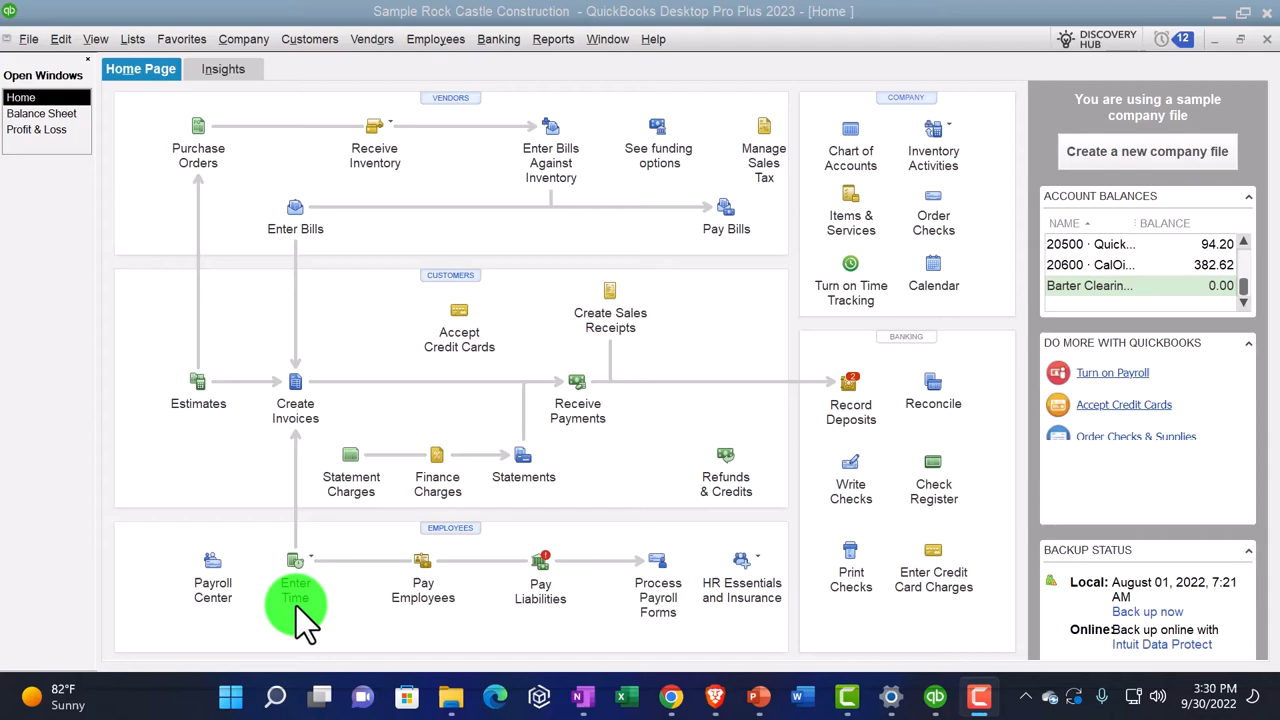 Sample Rock Castle Construction - QuickBooks Desktop Pro Plus 2023 - [Home ]
File Edit View Lists Favorites Company Customers Vendors Employees Banking Reports Window Help
DISCOVERY
HUB
12
Open Windows
Home
Balance Sheet
Profit & Loss
Home Page
Insights
VENDORS
Purchase
Orders
Receive
Inventory
Enter Bills
Against
Inventory
See funding
options
Manage
Sales
Tax
Enter Bills
Pay Bills
CUSTOMERS
Accept
Credit Cards
Create Sales
Receipts
Estimates
Create
Invoices
Receive
Payments
Statement
Charges
Finance
Charges
Statements
Refunds
& Credits
EMPLOYEES
Payroll
Center
Enter
Time
Pay
Employees
Pay
Liabilities
Process
Payroll
Forms
HR Essentials
and Insurance
COMPANY
Chart of
Accounts
Inventory
Activities
Items &
Services
Order
Checks
Turn on Time
Tracking
Calendar
BANKING
2
Record
Deposits
Reconcile
Write
Checks
Check
Register
Print
Checks
Enter Credit
Card Charges
You are using a sample
company file
Create a new company file
ACCOUNT BALANCES
NAME BALANCE
20500 · Quick... 94.20
20600 · CalOi... 382.62
Barter Clearin... 0.00
DO MORE WITH QUICKBOOKS
Turn on Payroll
Accept Credit Cards
Order Checks & Supplies
BACKUP STATUS
Local: August 01, 2022, 7:21
AM
Back up now
Online: Back up online with
Intuit Data Protect
82°F
Sunny
3:30 PM
9/30/2022